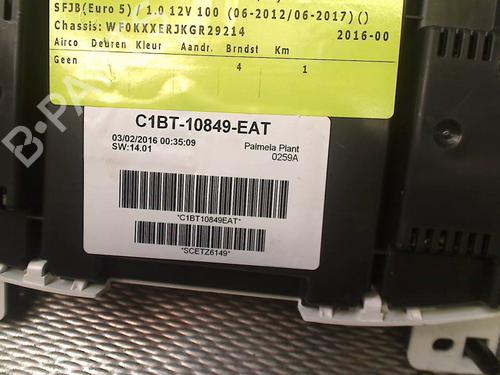 SFJB(Euro 5) / 1.0 12V 100 (06-2012/06-2017) ()
Chassis: WF0KXXERJKGR29214 2016-00
Airco Deuren Kleur Aandr. Brndst Km
Geen 4 1
C1BT-10849-EAT
03/02/2016 00:35:09 Palmela Plant
SW:14.01 0259A
*C1BT10849EAT*
*SCETZ6149*
B-PARTS